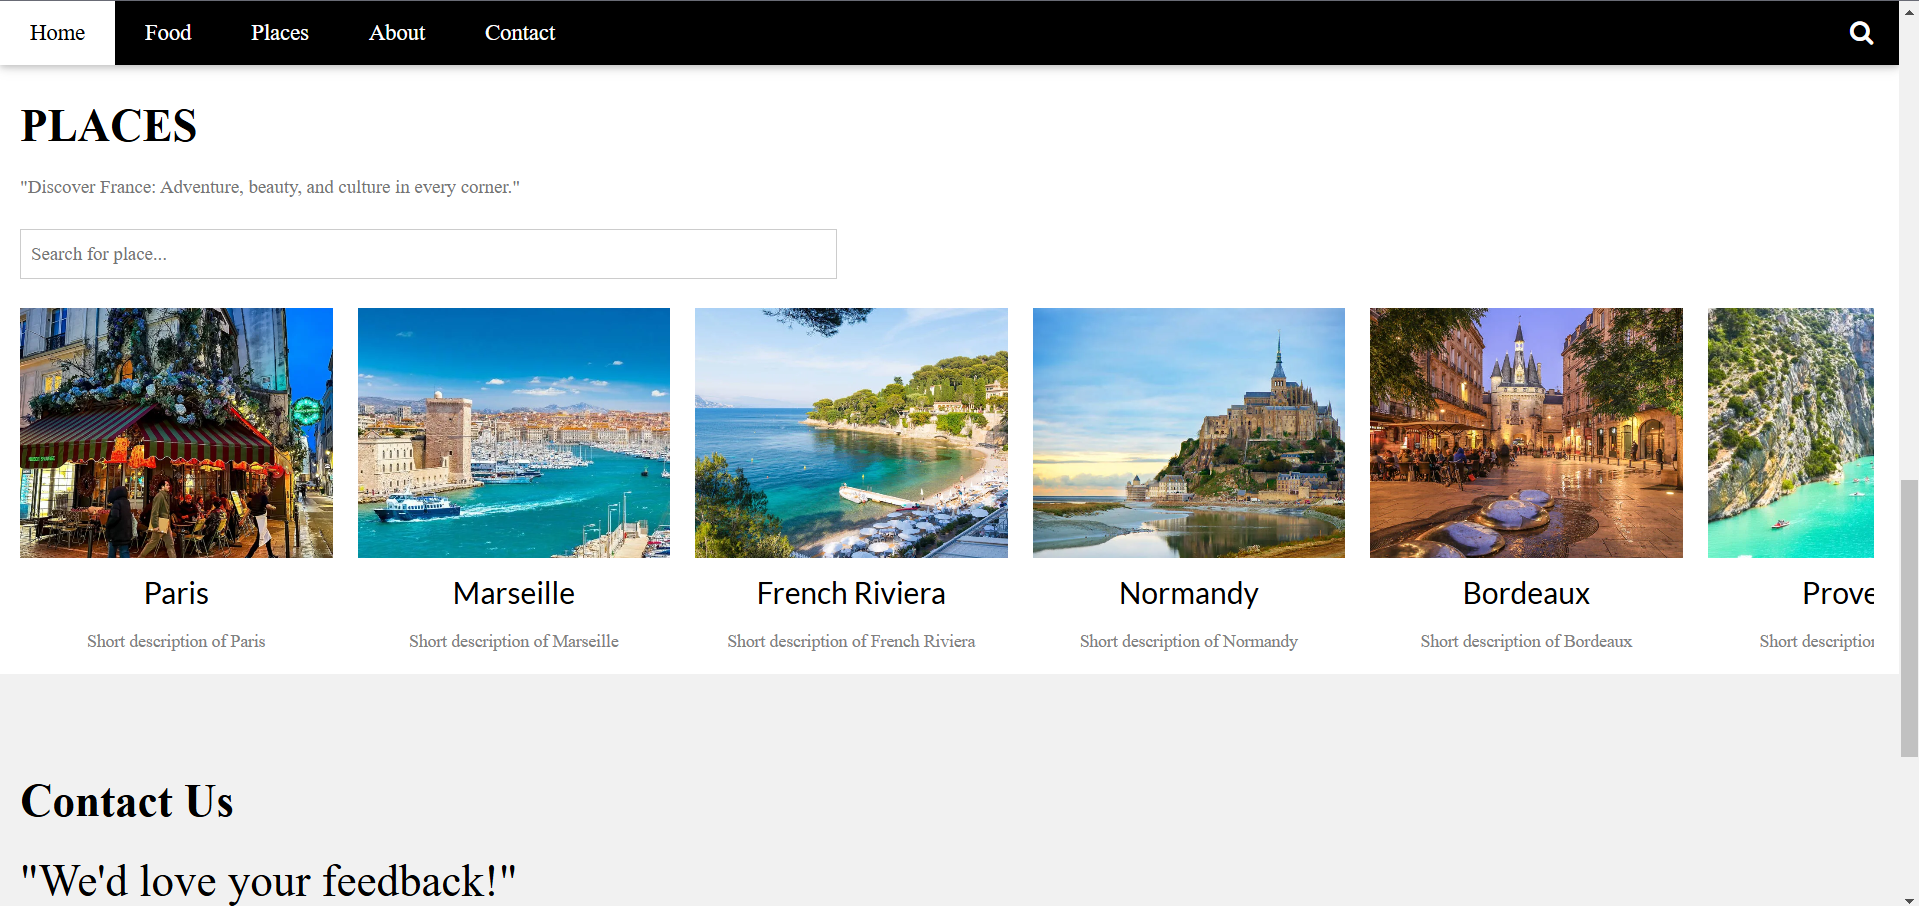 Home Food Places About Contact
PLACES
"Discover France: Adventure, beauty, and culture in every corner."
Search for place...
Paris Marseille French Riviera Normandy Bordeaux Prove
Short description of Paris Short description of Marseille Short description of French Riviera Short description of Normandy Short description of Bordeaux Short description
Contact Us
"We'd love your feedback!"